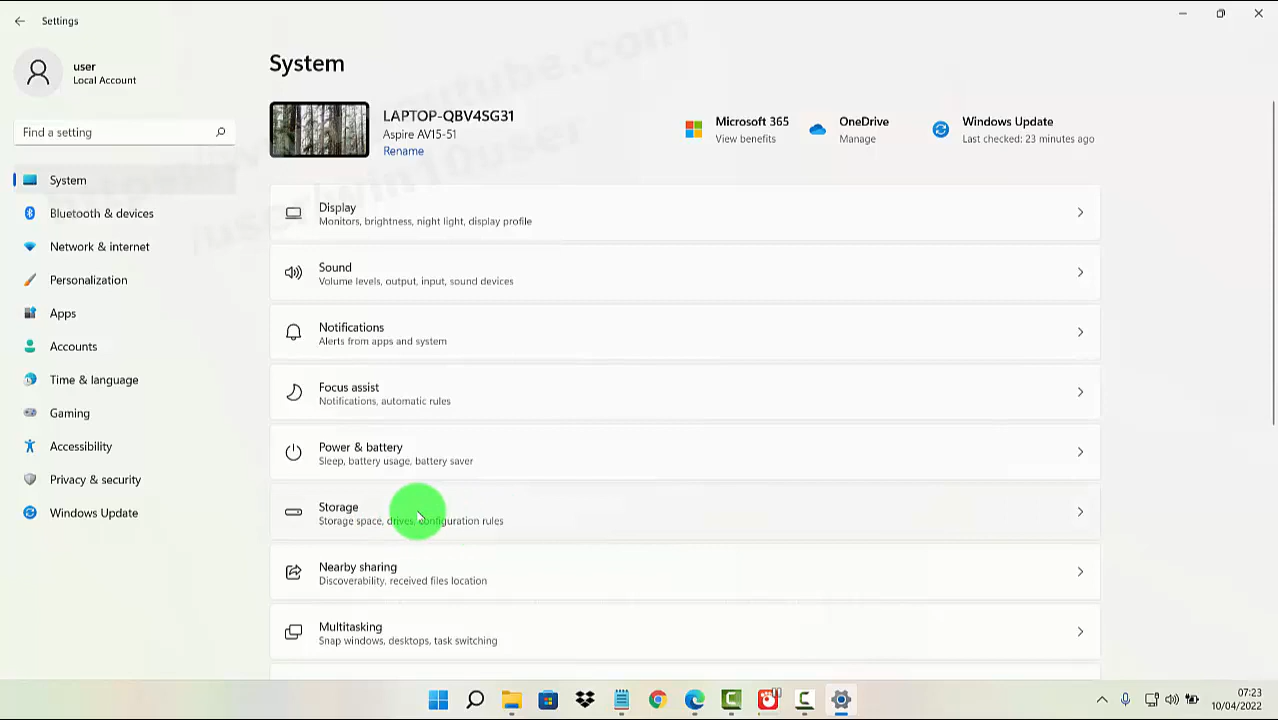 Settings
user
Local Account
Find a setting
System
Bluetooth & devices
Network & internet
Personalization
Apps
Accounts
Time & language
Gaming
Accessibility
Privacy & security
Windows Update
System
LAPTOP-QBV4SG31
Aspire AV15-51
Rename
Microsoft 365
View benefits
OneDrive
Manage
Windows Update
Last checked: 23 minutes ago
Display
Monitors, brightness, night light, display profile
Sound
Volume levels, output, input, sound devices
Notifications
Alerts from apps and system
Focus assist
Notifications, automatic rules
Power & battery
Sleep, battery usage, battery saver
Storage
Storage space, drives, configuration rules
Nearby sharing
Discoverability, received files location
Multitasking
Snap windows, desktops, task switching
07:23
10/04/2022